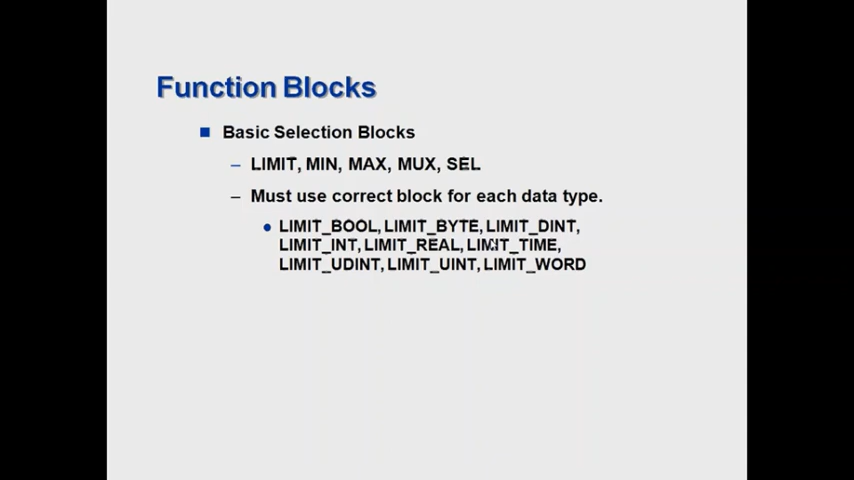 Function Blocks
Basic Selection Blocks
– LIMIT, MIN, MAX, MUX, SEL
– Must use correct block for each data type.
LIMIT_BOOL, LIMIT_BYTE, LIMIT_DINT,
LIMIT_INT, LIMIT_REAL, LIMIT_TIME,
LIMIT_UDINT, LIMIT_UINT, LIMIT_WORD